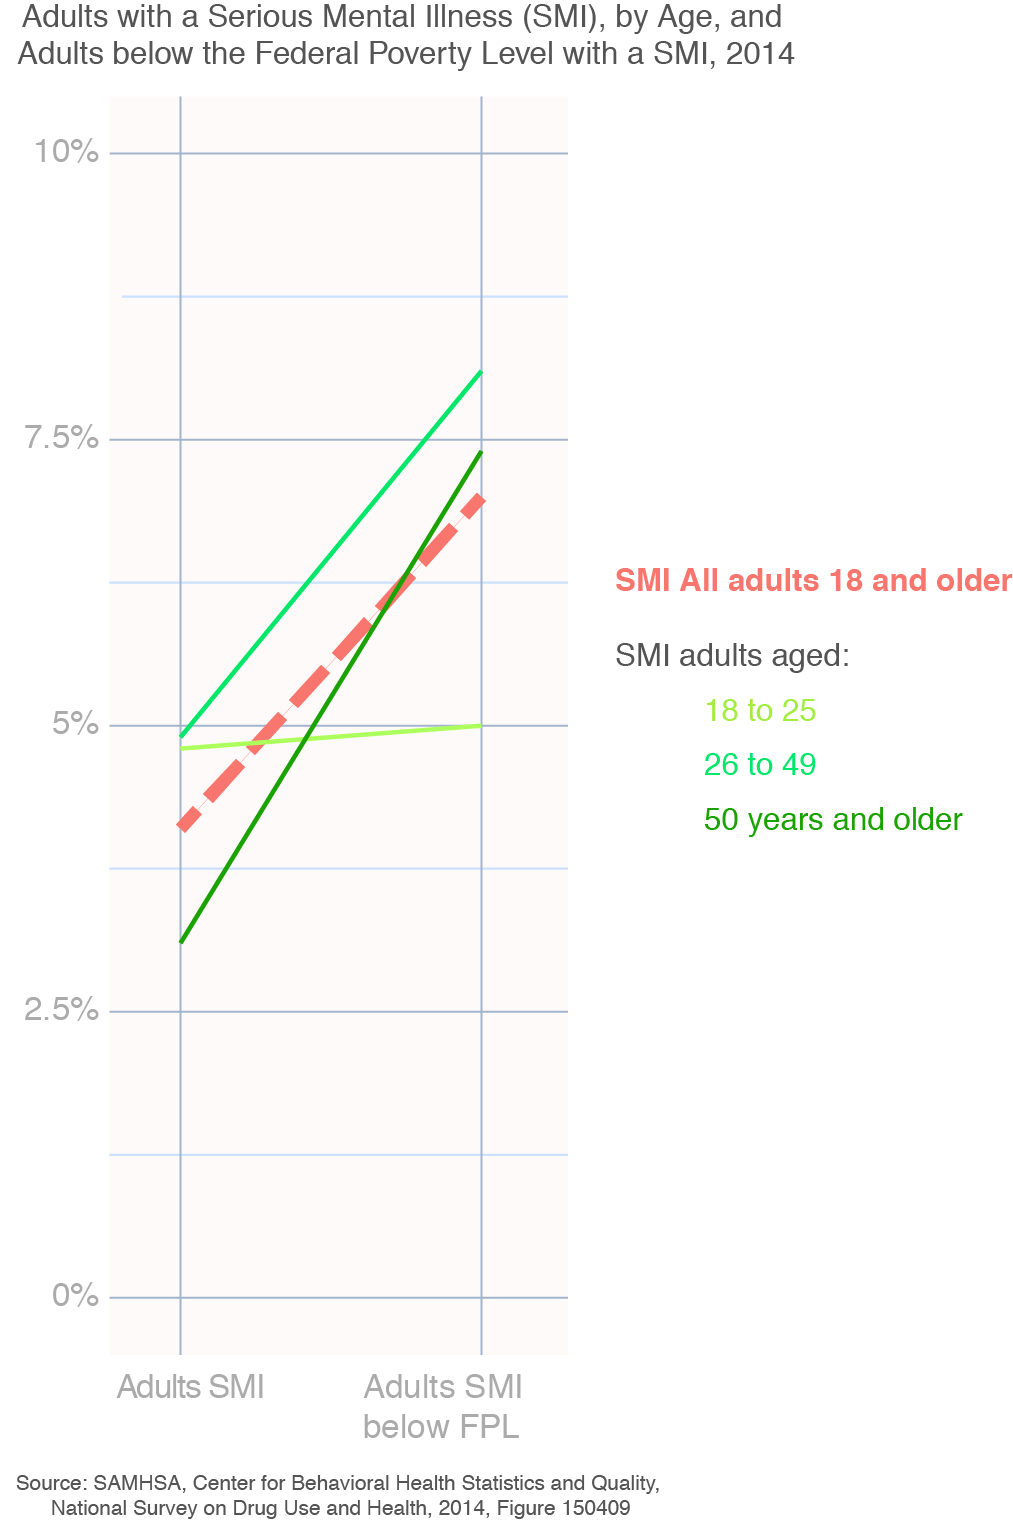 Adults with a Serious Mental Illness (SMI), by Age, and
Adults below the Federal Poverty Level with a SMI, 2014
10%
7.5%
5%
2.5%
0%
SMI All adults 18 and older
SMI adults aged:
18 to 25
26 to 49
50 years and older
Adults SMI
Adults SMI
below FPL
Source: SAMHSA, Center for Behavioral Health Statistics and Quality,
National Survey on Drug Use and Health, 2014, Figure 150409